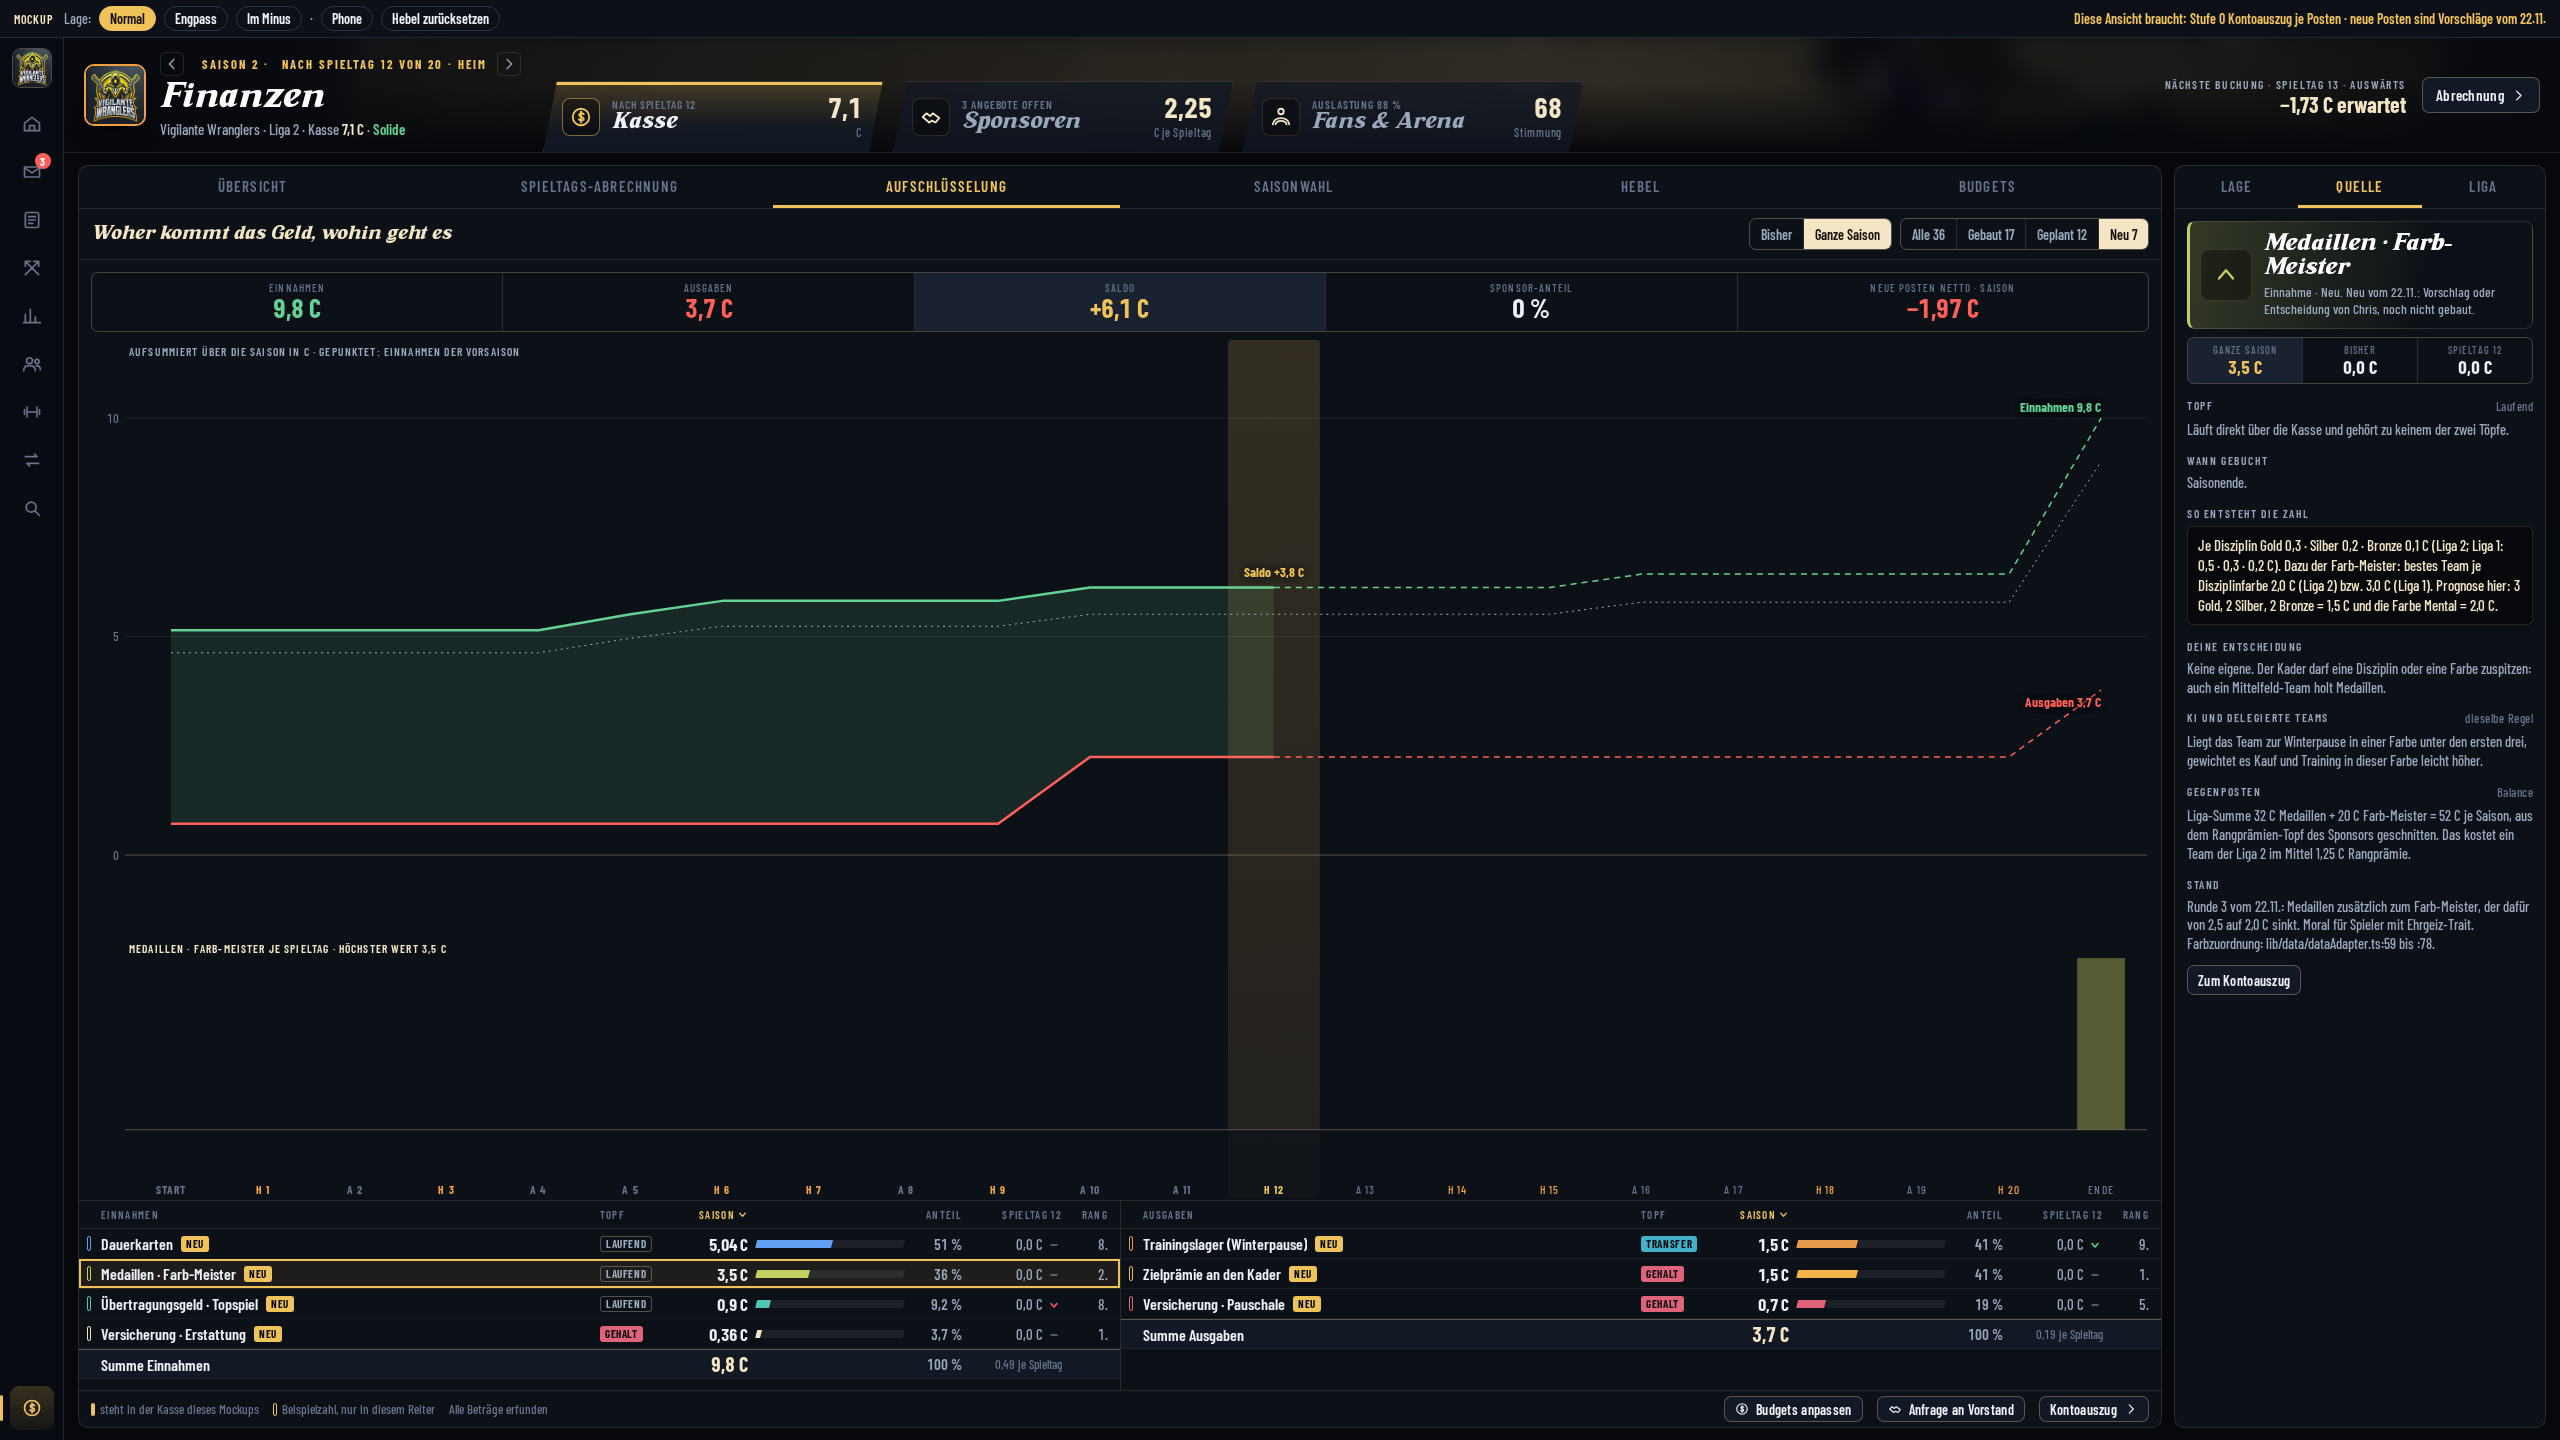 MOCKUP Lage: Normal Engpass Im Minus · Phone Hebel zurücksetzen
Diese Ansicht braucht: Stufe 0 Kontoauszug je Posten · neue Posten sind Vorschläge vom 22.11.
3
VIGILANTE WRANGLERS
SAISON 2 · NACH SPIELTAG 12 VON 20 · HEIM
Finanzen
Vigilante Wranglers · Liga 2 · Kasse 7,1 C · Solide
NACH SPIELTAG 12
Kasse
7,1
C
3 ANGEBOTE OFFEN
Sponsoren
2,25
C je Spieltag
AUSLASTUNG 88 %
Fans & Arena
68
Stimmung
NÄCHSTE BUCHUNG · SPIELTAG 13 · AUSWÄRTS
−1,73 C erwartet
Abrechnung
ÜBERSICHT SPIELTAGS-ABRECHNUNG AUFSCHLÜSSELUNG SAISONWAHL HEBEL BUDGETS
Woher kommt das Geld, wohin geht es
Bisher Ganze Saison Alle 36 Gebaut 17 Geplant 12 Neu 7
EINNAHMEN
9,8 C
AUSGABEN
3,7 C
SALDO
+6,1 C
SPONSOR-ANTEIL
0 %
NEUE POSTEN NETTO · SAISON
−1,97 C
AUFSUMMIERT ÜBER DIE SAISON IN C · GEPUNKTET: EINNAHMEN DER VORSAISON
10
Einnahmen 9,8 C
Saldo +3,8 C
5
Ausgaben 3,7 C
0
MEDAILLEN · FARB-MEISTER JE SPIELTAG · HÖCHSTER WERT 3,5 C
START H 1 A 2 H 3 A 4 A 5 H 6 H 7 A 8 H 9 A 10 A 11 H 12 A 13 H 14 H 15 A 16 A 17 H 18 A 19 H 20 ENDE
EINNAHMEN TOPF SAISON ANTEIL SPIELTAG 12 RANG
Dauerkarten NEU LAUFEND 5,04 C 51 % 0,0 C – 8.
Medaillen · Farb-Meister NEU LAUFEND 3,5 C 36 % 0,0 C – 2.
Übertragungsgeld · Topspiel NEU LAUFEND 0,9 C 9,2 % 0,0 C 8.
Versicherung · Erstattung NEU GEHALT 0,36 C 3,7 % 0,0 C – 1.
Summe Einnahmen 9,8 C 100 % 0,49 je Spieltag
AUSGABEN TOPF SAISON ANTEIL SPIELTAG 12 RANG
Trainingslager (Winterpause) NEU TRANSFER 1,5 C 41 % 0,0 C 9.
Zielprämie an den Kader NEU GEHALT 1,5 C 41 % 0,0 C – 1.
Versicherung · Pauschale NEU GEHALT 0,7 C 19 % 0,0 C – 5.
Summe Ausgaben 3,7 C 100 % 0,19 je Spieltag
steht in der Kasse dieses Mockups Beispielzahl, nur in diesem Reiter Alle Beträge erfunden
Budgets anpassen Anfrage an Vorstand Kontoauszug
LAGE QUELLE LIGA
Medaillen · Farb-
Meister
Einnahme · Neu. Neu vom 22.11.: Vorschlag oder
Entscheidung von Chris, noch nicht gebaut.
GANZE SAISON
3,5 C
BISHER
0,0 C
SPIELTAG 12
0,0 C
TOPF Laufend
Läuft direkt über die Kasse und gehört zu keinem der zwei Töpfe.
WANN GEBUCHT
Saisonende.
SO ENTSTEHT DIE ZAHL
Je Disziplin Gold 0,3 · Silber 0,2 · Bronze 0,1 C (Liga 2; Liga 1:
0,5 · 0,3 · 0,2 C). Dazu der Farb-Meister: bestes Team je
Disziplinfarbe 2,0 C (Liga 2) bzw. 3,0 C (Liga 1). Prognose hier: 3
Gold, 2 Silber, 2 Bronze = 1,5 C und die Farbe Mental = 2,0 C.
DEINE ENTSCHEIDUNG
Keine eigene. Der Kader darf eine Disziplin oder eine Farbe zuspitzen:
auch ein Mittelfeld-Team holt Medaillen.
KI UND DELEGIERTE TEAMS dieselbe Regel
Liegt das Team zur Winterpause in einer Farbe unter den ersten drei,
gewichtet es Kauf und Training in dieser Farbe leicht höher.
GEGENPOSTEN Balance
Liga-Summe 32 C Medaillen + 20 C Farb-Meister = 52 C je Saison, aus
dem Rangprämien-Topf des Sponsors geschnitten. Das kostet ein
Team der Liga 2 im Mittel 1,25 C Rangprämie.
STAND
Runde 3 vom 22.11.: Medaillen zusätzlich zum Farb-Meister, der dafür
von 2,5 auf 2,0 C sinkt. Moral für Spieler mit Ehrgeiz-Trait.
Farbzuordnung: lib/data/dataAdapter.ts:59 bis :78.
Zum Kontoauszug